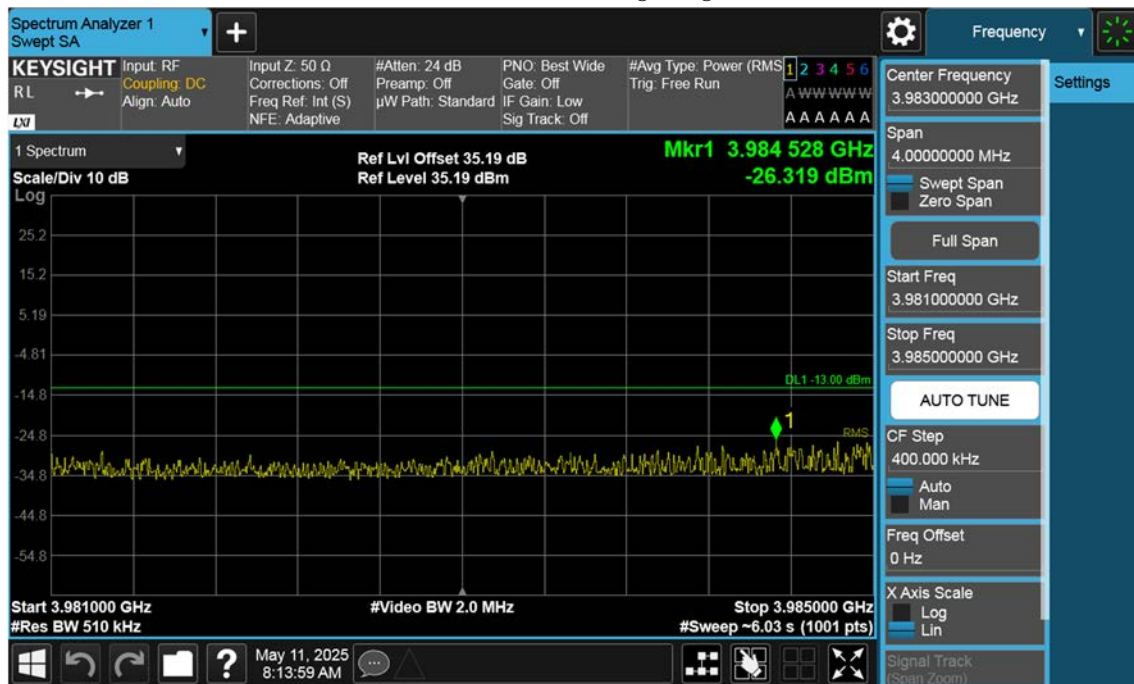 Spectrum Analyzer 1
Swept SA
Frequency
KEYSIGHT
RL
LXI
Input: RF
Coupling: DC
Align: Auto
Input Z: 50 Ω
Corrections: Off
Freq Ref: Int (S)
NFE: Adaptive
#Atten: 24 dB
Preamp: Off
µW Path: Standard
PNO: Best Wide
Gate: Off
IF Gain: Low
Sig Track: Off
#Avg Type: Power (RMS
Trig: Free Run
1 2 3 4 5 6
A W W W W W
A A A A A A
1 Spectrum
Scale/Div 10 dB
Ref Lvl Offset 35.19 dB
Ref Level 35.19 dBm
Mkr1 3.984 528 GHz
-26.319 dBm
Log
25.2
15.2
5.19
-4.81
-14.8
-24.8
-34.8
-44.8
-54.8
DL1 -13.00 dBm
1
RMS
Start 3.981000 GHz
#Res BW 510 kHz
#Video BW 2.0 MHz
Stop 3.985000 GHz
#Sweep ~6.03 s (1001 pts)
May 11, 2025
8:13:59 AM
Center Frequency
3.983000000 GHz
Settings
Span
4.00000000 MHz
Swept Span
Zero Span
Full Span
Start Freq
3.981000000 GHz
Stop Freq
3.985000000 GHz
AUTO TUNE
CF Step
400.000 kHz
Auto
Man
Freq Offset
0 Hz
X Axis Scale
Log
Lin
Signal Track
(Span Zoom)